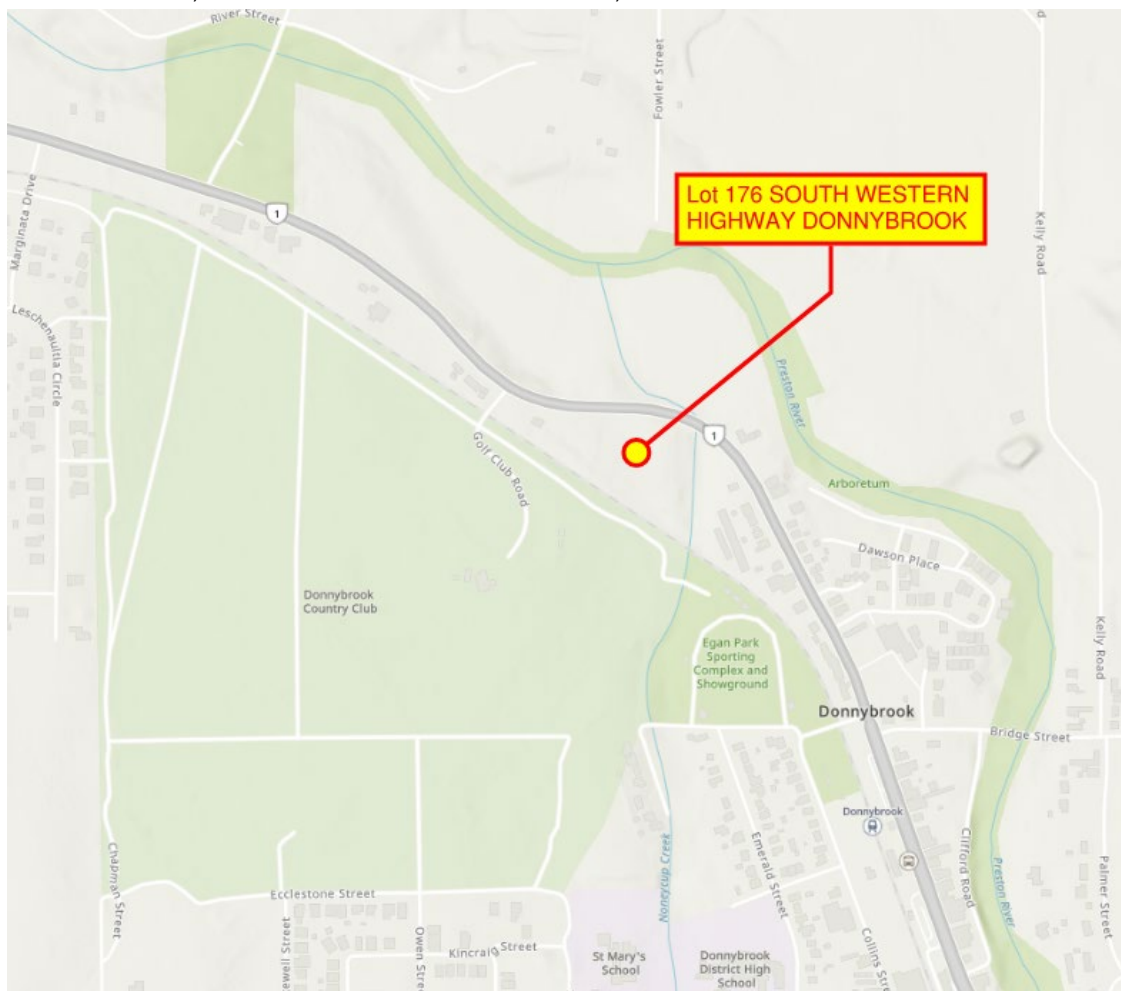 River Street
Fowler Street
Kelly Road
Marginata Drive
1
Lot 176 SOUTH WESTERN
HIGHWAY DONNYBROOK
Leschenaultia Circle
Preston River
1
Golf Club Road
Arboretum
Dawson Place
Donnybrook
Country Club
Kelly Road
Egan Park
Sporting
Complex and
Showground
Donnybrook
Bridge Street
Donnybrook
Chapman Street
Noneycup Creek
Emerald Street
Clifford Road
Preston River
Palmer Street
Ecclestone Street
Owen Stre
Kincraig Street
Collins Stre
St Mary's
School
Donnybrook
District High
School